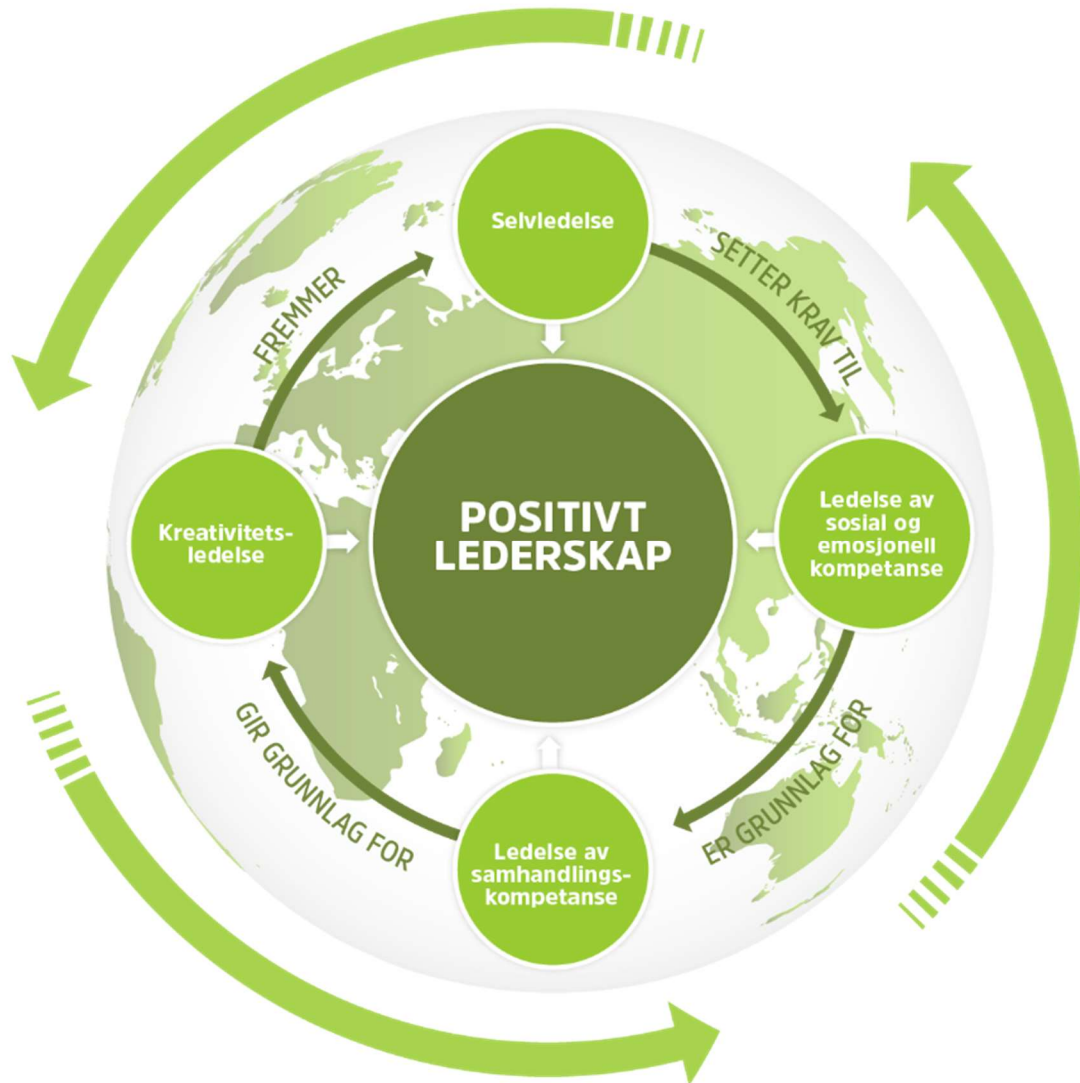 Selvledelse
FREMMER
SETTER KRAV TIL
POSITIVT
LEDERSKAP
Kreativitets-
ledelse
Ledelse av
sosial og
emosjonell
kompetanse
GIR GRUNNLAG FOR
ER GRUNNLAG FOR
Ledelse av
samhandlings-
kompetanse